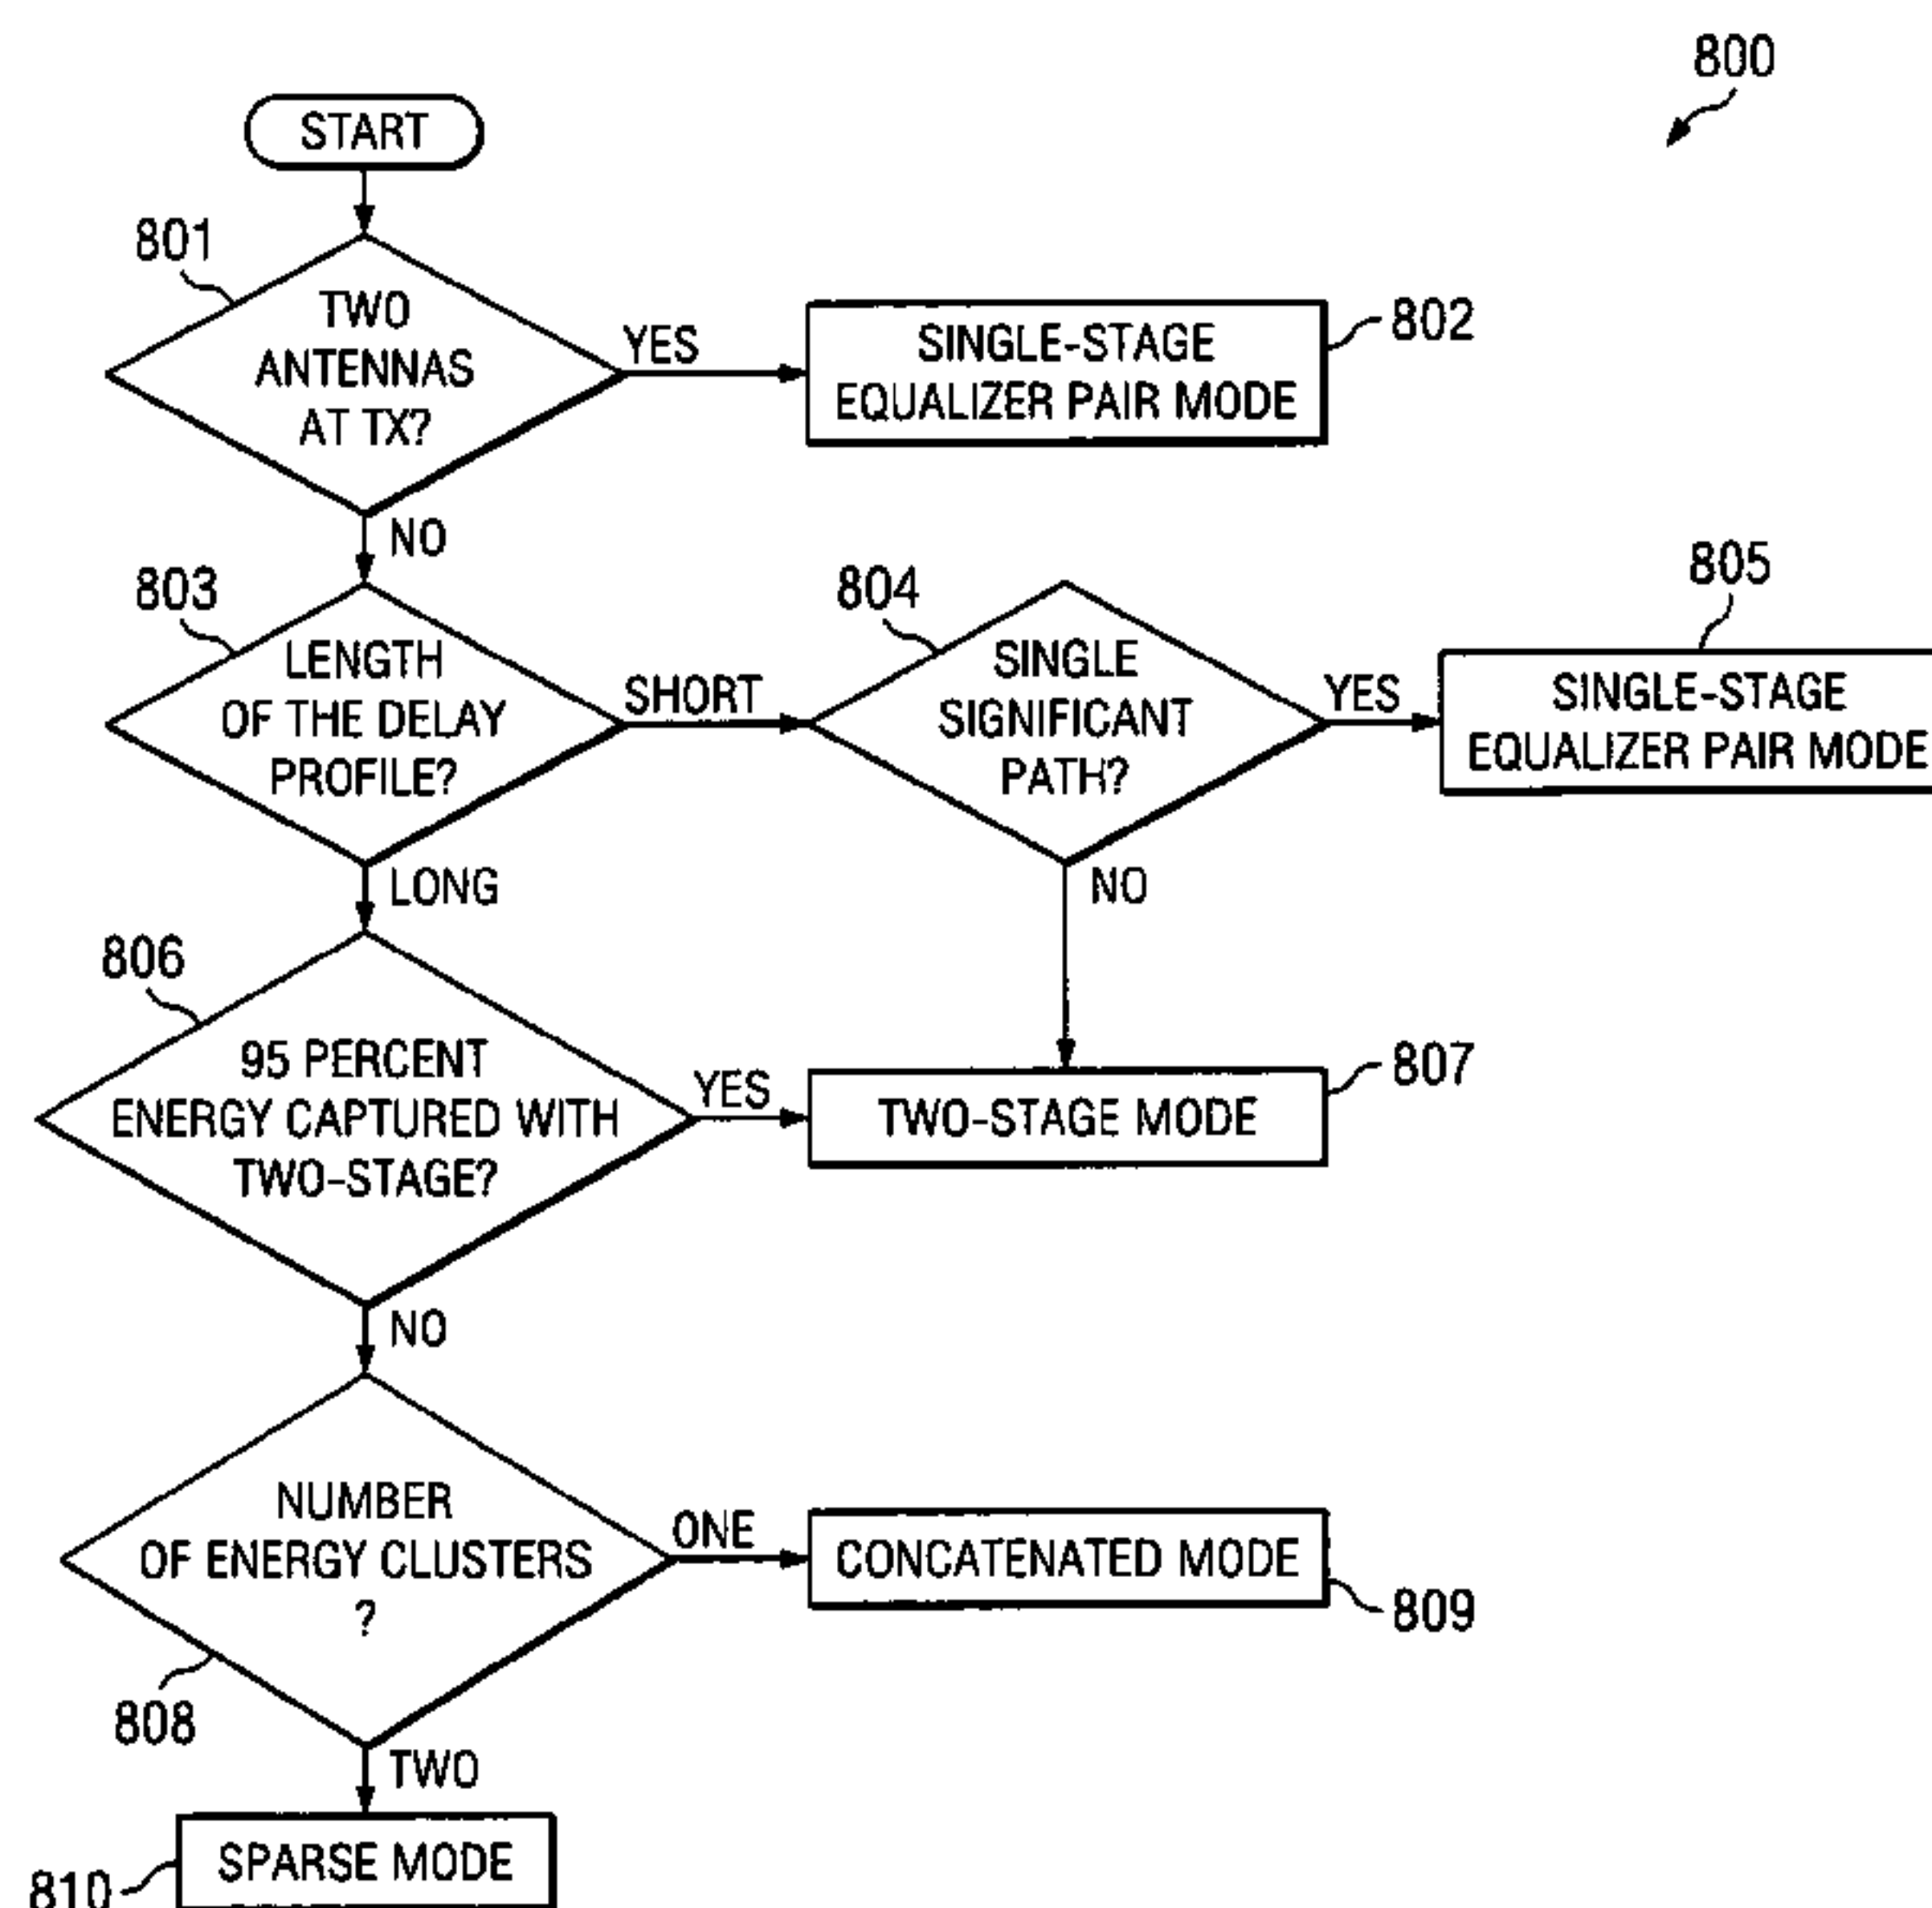 800
START
801
TWO
ANTENNAS
AT TX?
YES
SINGLE-STAGE
EQUALIZER PAIR MODE
802
NO
803
LENGTH
OF THE DELAY
PROFILE?
SHORT
804
SINGLE
SIGNIFICANT
PATH?
YES
805
SINGLE-STAGE
EQUALIZER PAIR MODE
LONG
NO
806
95 PERCENT
ENERGY CAPTURED WITH
TWO-STAGE?
YES
TWO-STAGE MODE
807
NO
NUMBER
OF ENERGY CLUSTERS
?
808
ONE
CONCATENATED MODE
809
TWO
SPARSE MODE
810